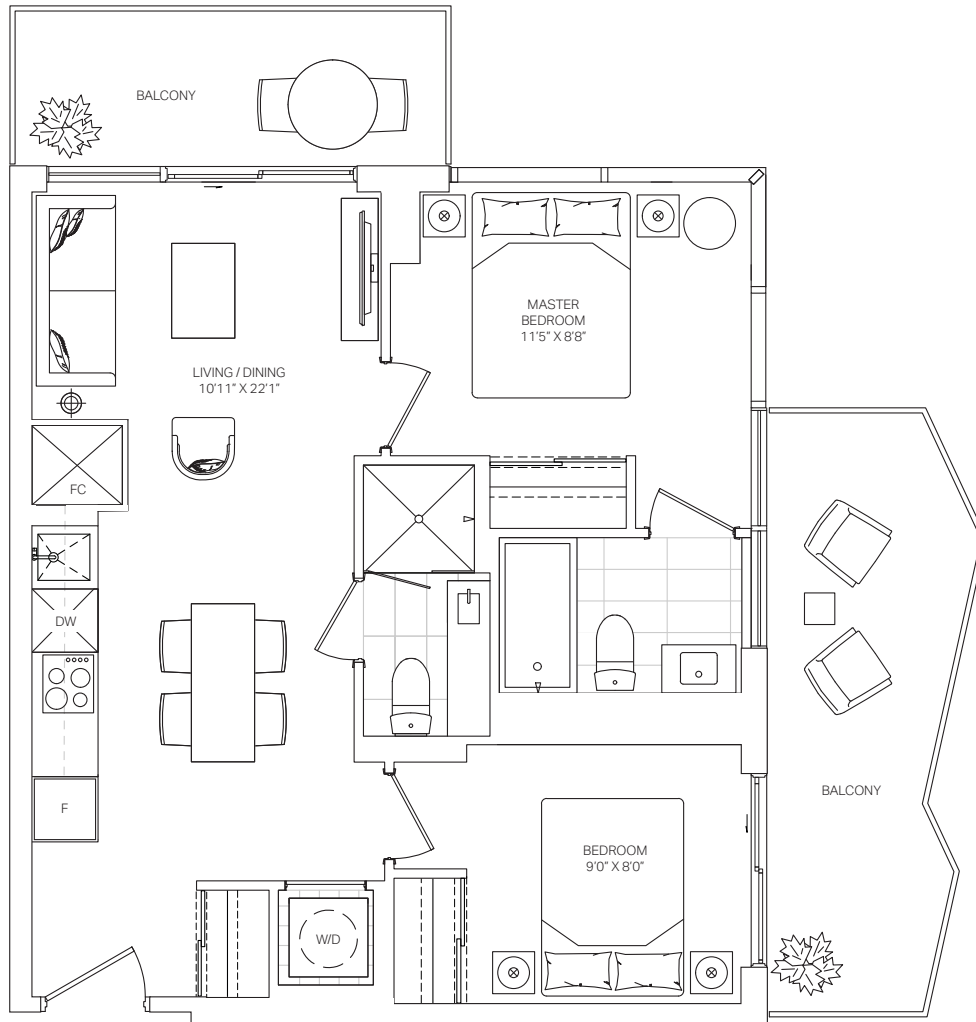 BALCONY
MASTER
BEDROOM
11'5" X 8'8"
LIVING / DINING
10'11" X 22'1"
FC
DW
F
BALCONY
BEDROOM
9'0" X 8'0"
W/D